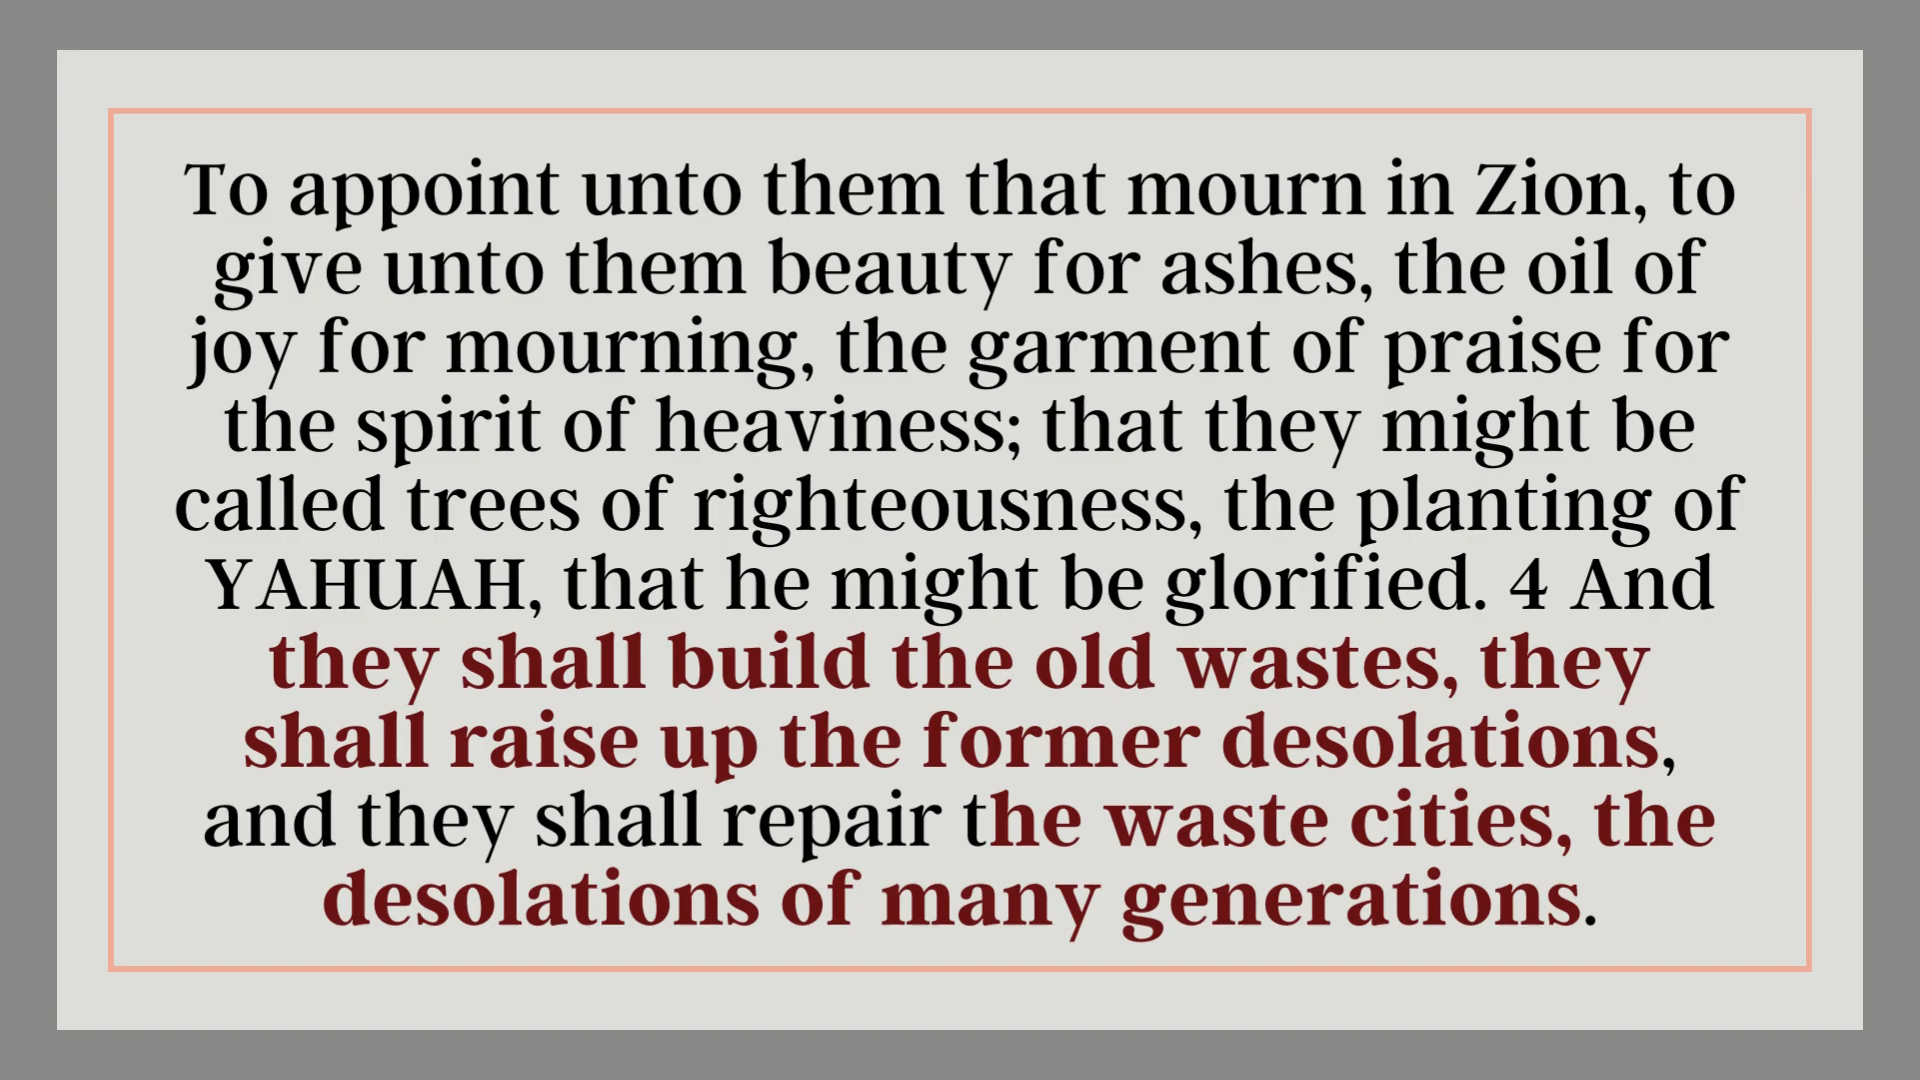 To appoint unto them that mourn in Zion, to
give unto them beauty for ashes, the oil of
joy for mourning, the garment of praise for
the spirit of heaviness; that they might be
called trees of righteousness, the planting of
YAHUAH, that he might be glorified. 4 And
they shall build the old wastes, they
shall raise up the former desolations,
and they shall repair the waste cities, the
desolations of many generations.